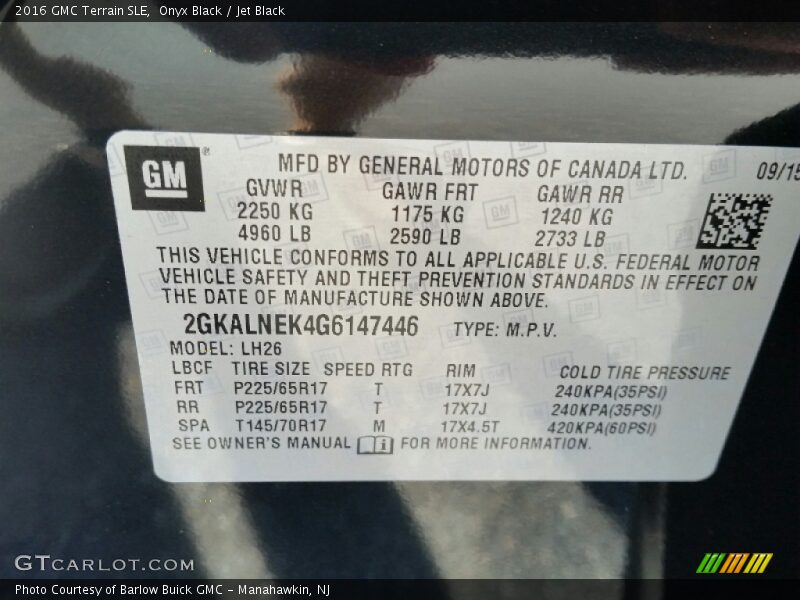 2016 GMC Terrain SLE,  Onyx Black / Jet Black
GM ®
MFD BY GENERAL MOTORS OF CANADA LTD. 09/15
GVWR GAWR FRT GAWR RR
2250 KG 1175 KG 1240 KG
4960 LB 2590 LB 2733 LB
THIS VEHICLE CONFORMS TO ALL APPLICABLE U.S. FEDERAL MOTOR
VEHICLE SAFETY AND THEFT PREVENTION STANDARDS IN EFFECT ON
THE DATE OF MANUFACTURE SHOWN ABOVE.
2GKALNEK4G6147446 TYPE: M.P.V.
MODEL: LH26
LBCF TIRE SIZE SPEED RTG RIM COLD TIRE PRESSURE
FRT P225/65R17 T 17X7J 240KPA(35PSI)
RR P225/65R17 T 17X7J 240KPA(35PSI)
SPA T145/70R17 M 17X4.5T 420KPA(60PSI)
SEE OWNER'S MANUAL i FOR MORE INFORMATION.
GTcarlot.com
Photo Courtesy of Barlow Buick GMC - Manahawkin, NJ